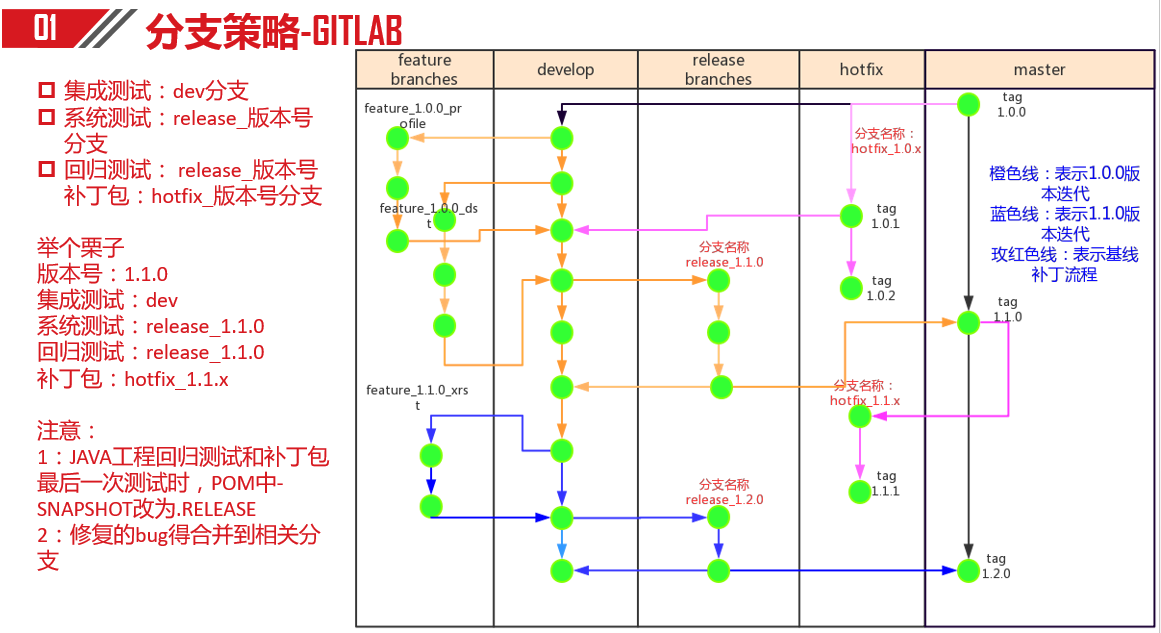 01
分支策略-GITLAB
集成测试：dev分支
系统测试：release_版本号
分支
回归测试： release_版本号
补丁包：hotfix_版本号分支
举个栗子
版本号：1.1.0
集成测试：dev
系统测试：release_1.1.0
回归测试：release_1.1.0
补丁包：hotfix_1.1.x
注意：
1：JAVA工程回归测试和补丁包
最后一次测试时，POM中-
SNAPSHOT改为.RELEASE
2：修复的bug得合并到相关分
支
feature
branches
develop
release
branches
hotfix
master
feature_1.0.0_pr
ofile
feature_1.0.0_ds
t
feature_1.1.0_xrs
t
分支名称
release_1.1.0
分支名称
release_1.2.0
分支名称：
hotfix_1.0.x
tag
1.0.1
tag
1.0.2
分支名称：
hotfix_1.1.x
tag
1.1.1
tag
1.0.0
橙色线：表示1.0.0版
本迭代
蓝色线：表示1.1.0版
本迭代
玫红色线：表示基线
补丁流程
tag
1.1.0
tag
1.2.0